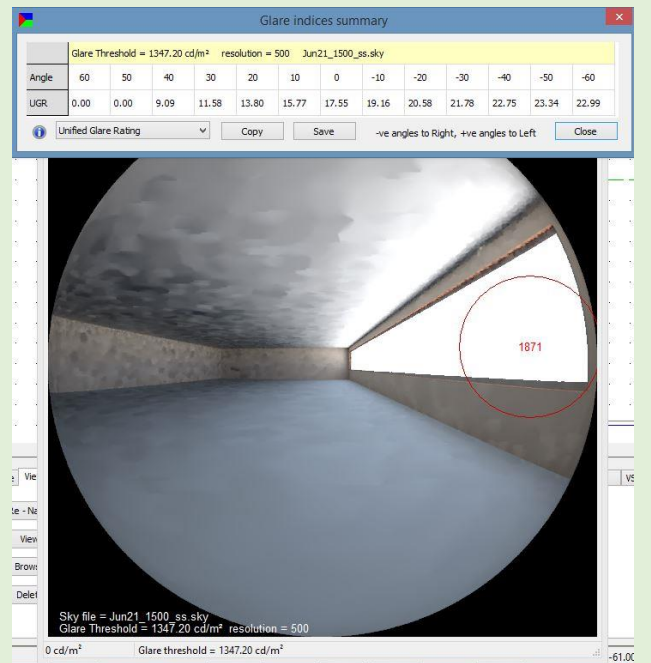 Glare indices summary
Glare Threshold = 1347.20 cd/m² resolution = 500 Jun21_1500_ss.sky
Angle 60 50 40 30 20 10 0 -10 -20 -30 -40 -50 -60
UGR 0.00 0.00 9.09 11.58 13.80 15.77 17.55 19.16 20.58 21.78 22.75 23.34 22.99
Unified Glare Rating Copy Save -ve angles to Right, +ve angles to Left Close
1871
Vie
View
Brows
Delet
Sky file = Jun21_1500_ss.sky
Glare Threshold = 1347.20 cd/m² resolution = 500
0 cd/m² Glare threshold = 1347.20 cd/m²
-61.00